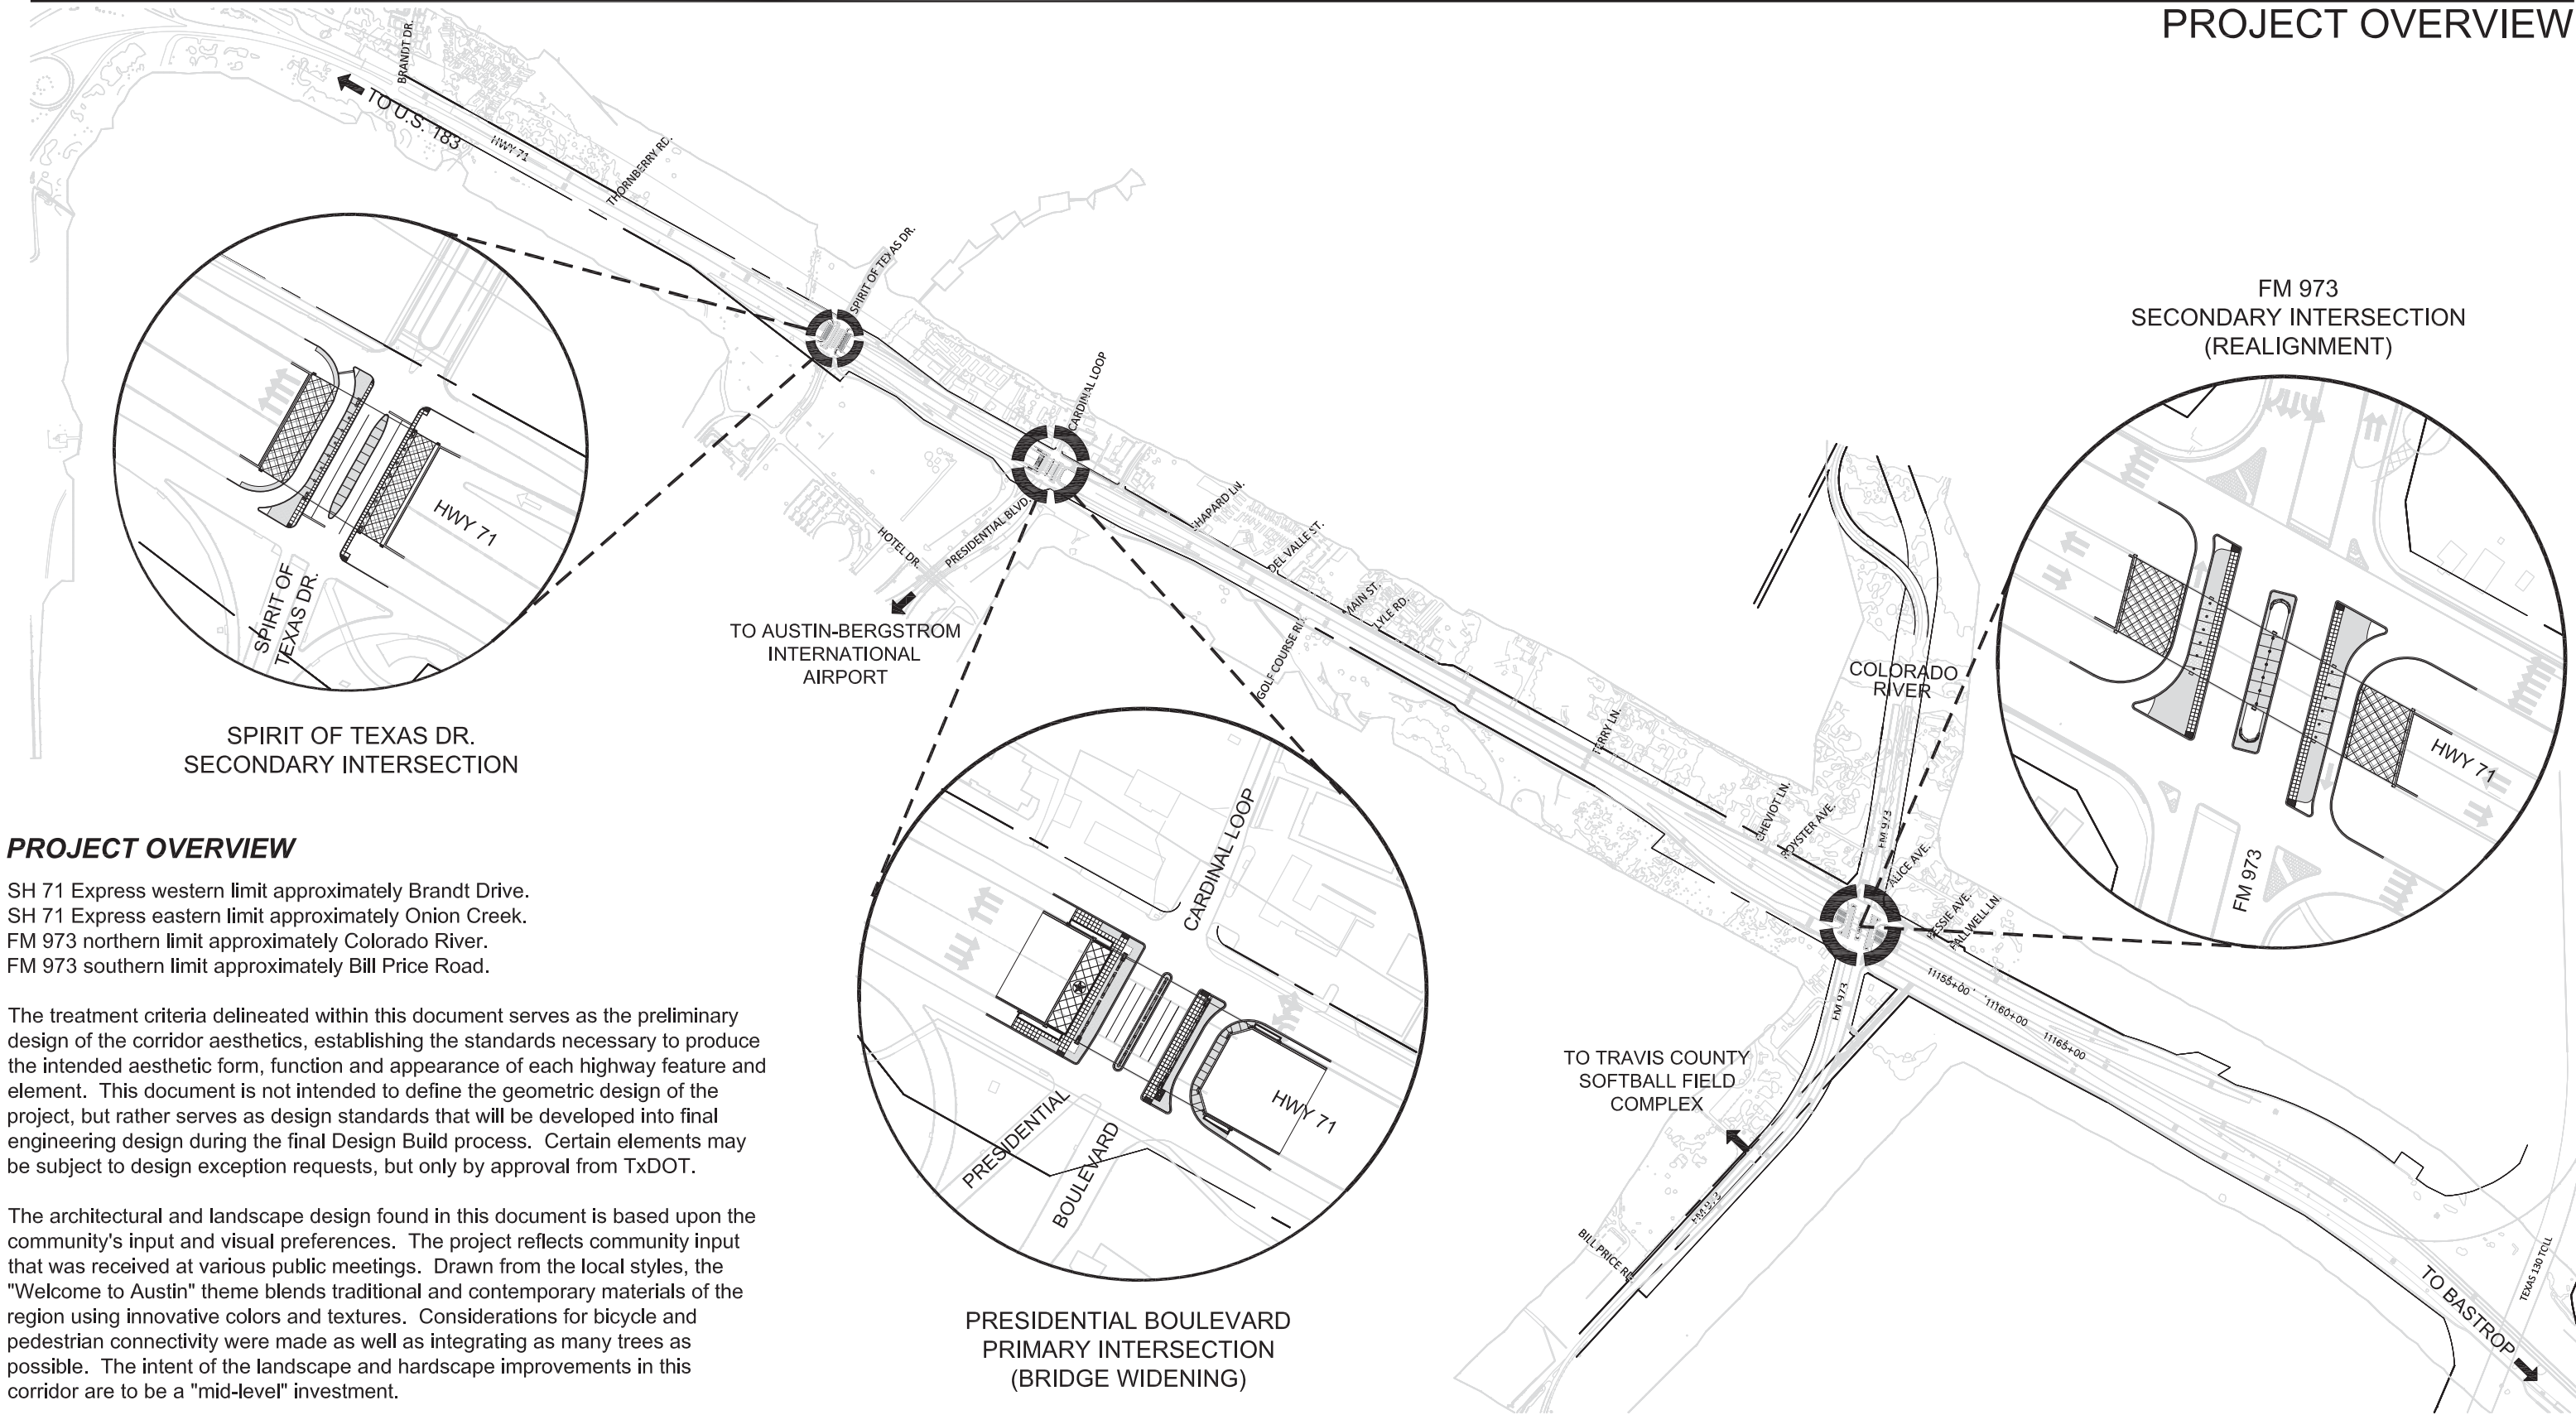 PROJECT OVERVIEW
BRANDT DR.
TO U.S. 183
HWY 71
THORNBERRY RD.
SPIRIT OF TEXAS DR.
CARDINAL LOOP
HWY 71
SPIRIT OF
TEXAS DR.
SPIRIT OF TEXAS DR.
SECONDARY INTERSECTION
HOTEL DR.
PRESIDENTIAL BLVD.
TO AUSTIN-BERGSTROM
INTERNATIONAL
AIRPORT
SHAPARD LN.
DEL VALLE ST.
MAIN ST.
LYLE RD.
GOLF COURSE RD.
TERRY LN.
CHEVIOT LN.
ROYSTER AVE.
COLORADO
RIVER
FM 973
ALICE AVE.
FALLWELL LN.
FM 973
SECONDARY INTERSECTION
(REALIGNMENT)
HWY 71
FM 973
11155+00
11160+00
11165+00
FM 973
TO TRAVIS COUNTY
SOFTBALL FIELD
COMPLEX
FM 973
BILL PRICE RD.
TEXAS 130 TOLL
TO BASTROP
CARDINAL LOOP
HWY 71
PRESIDENTIAL
BOULEVARD
PRESIDENTIAL BOULEVARD
PRIMARY INTERSECTION
(BRIDGE WIDENING)
PROJECT OVERVIEW
SH 71 Express western limit approximately Brandt Drive.
SH 71 Express eastern limit approximately Onion Creek.
FM 973 northern limit approximately Colorado River.
FM 973 southern limit approximately Bill Price Road.
The treatment criteria delineated within this document serves as the preliminary
design of the corridor aesthetics, establishing the standards necessary to produce
the intended aesthetic form, function and appearance of each highway feature and
element.  This document is not intended to define the geometric design of the
project, but rather serves as design standards that will be developed into final
engineering design during the final Design Build process.  Certain elements may
be subject to design exception requests, but only by approval from TxDOT.
The architectural and landscape design found in this document is based upon the
community's input and visual preferences.  The project reflects community input
that was received at various public meetings.  Drawn from the local styles, the
"Welcome to Austin" theme blends traditional and contemporary materials of the
region using innovative colors and textures.  Considerations for bicycle and
pedestrian connectivity were made as well as integrating as many trees as
possible.  The intent of the landscape and hardscape improvements in this
corridor are to be a "mid-level" investment.